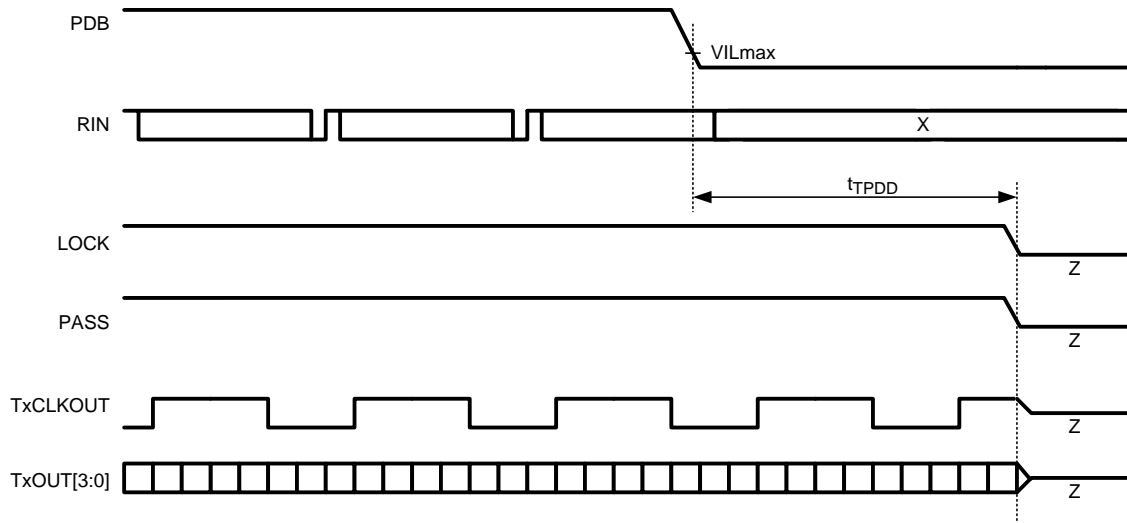 PDB
VILmax
RIN
X
tTPDD
LOCK
Z
PASS
Z
TxCLKOUT
Z
TxOUT[3:0]
Z